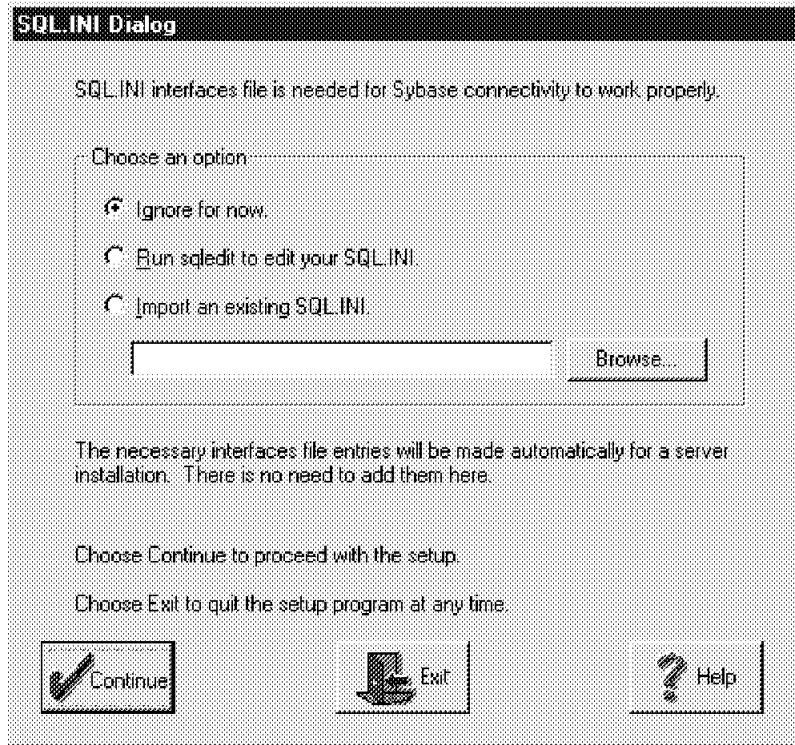 SQL.INI Dialog
SQL.INI interfaces file is needed for Sybase connectivity to work properly.
Choose an option
Ignore for now.
Run sqledit to edit your SQL.INI.
Import an existing SQL.INI.
Browse...
The necessary interfaces file entries will be made automatically for a server
installation. There is no need to add them here.
Choose Continue to proceed with the setup.
Choose Exit to quit the setup program at any time.
Continue
Exit
Help